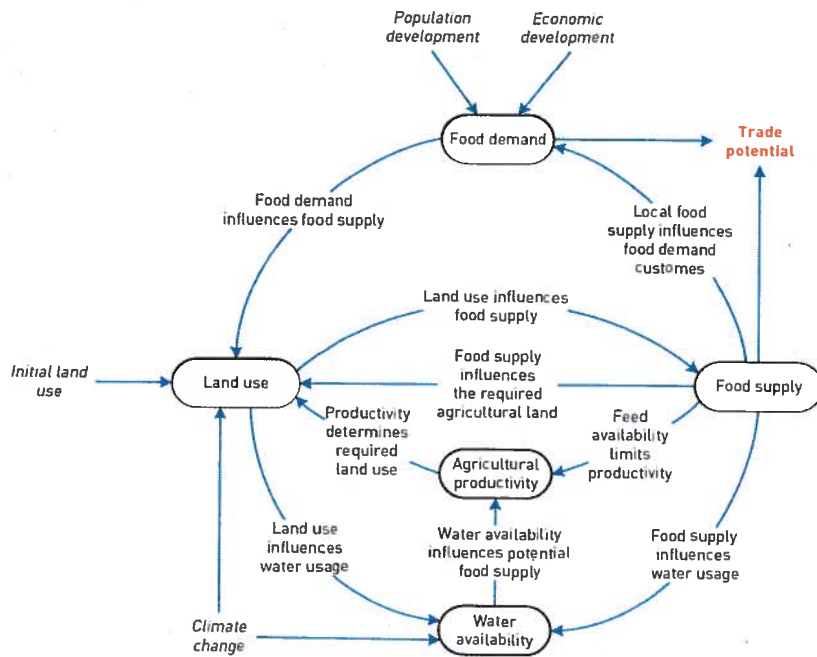 Population
development
Economic
development
Food demand
Trade
potential
Food demand
influences food supply
Local food
supply influences
food demand
customes
Land use influences
food supply
Initial land
use
Land use
Food supply
influences
the required
agricultural land
Food supply
Productivity
determines
required
land use
Feed
availability
limits
productivity
Agricultural
productivity
Land use
influences
water usage
Water availability
influences potential
food supply
Food supply
influences
water usage
Climate
change
Water
availability